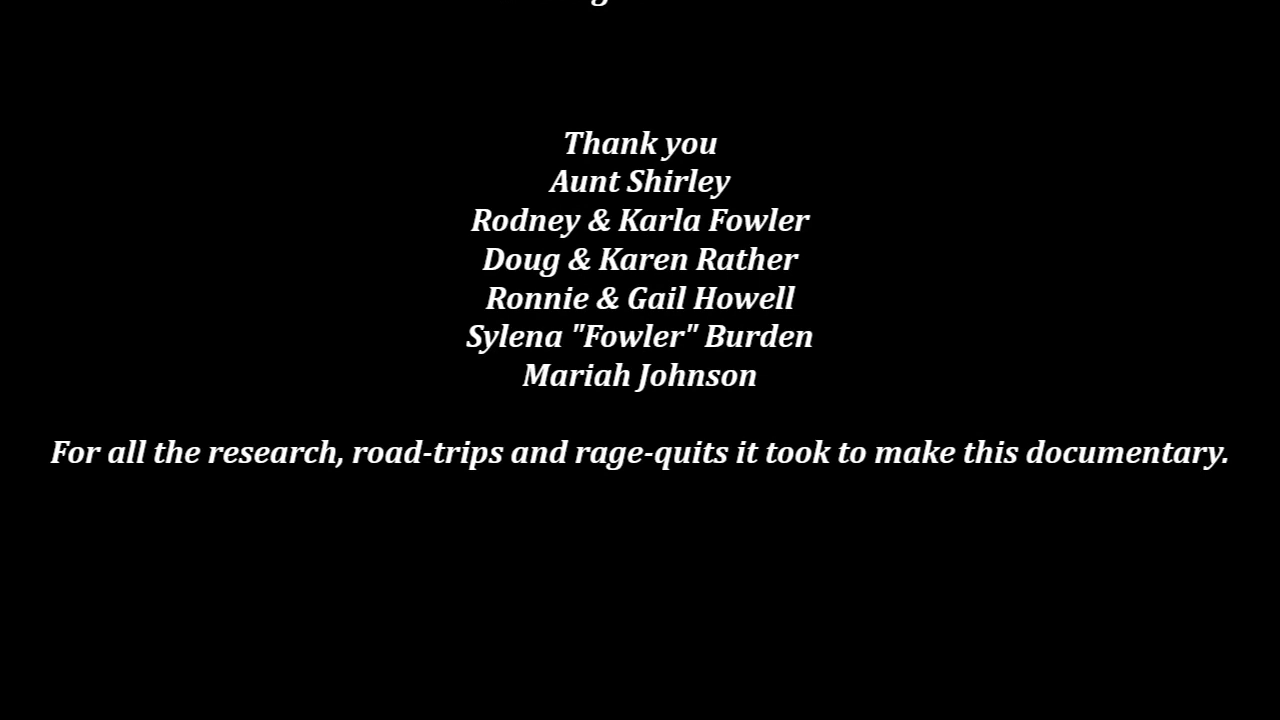 Thank you
Aunt Shirley
Rodney & Karla Fowler
Doug & Karen Rather
Ronnie & Gail Howell
Sylena "Fowler" Burden
Mariah Johnson
For all the research, road-trips and rage-quits it took to make this documentary.